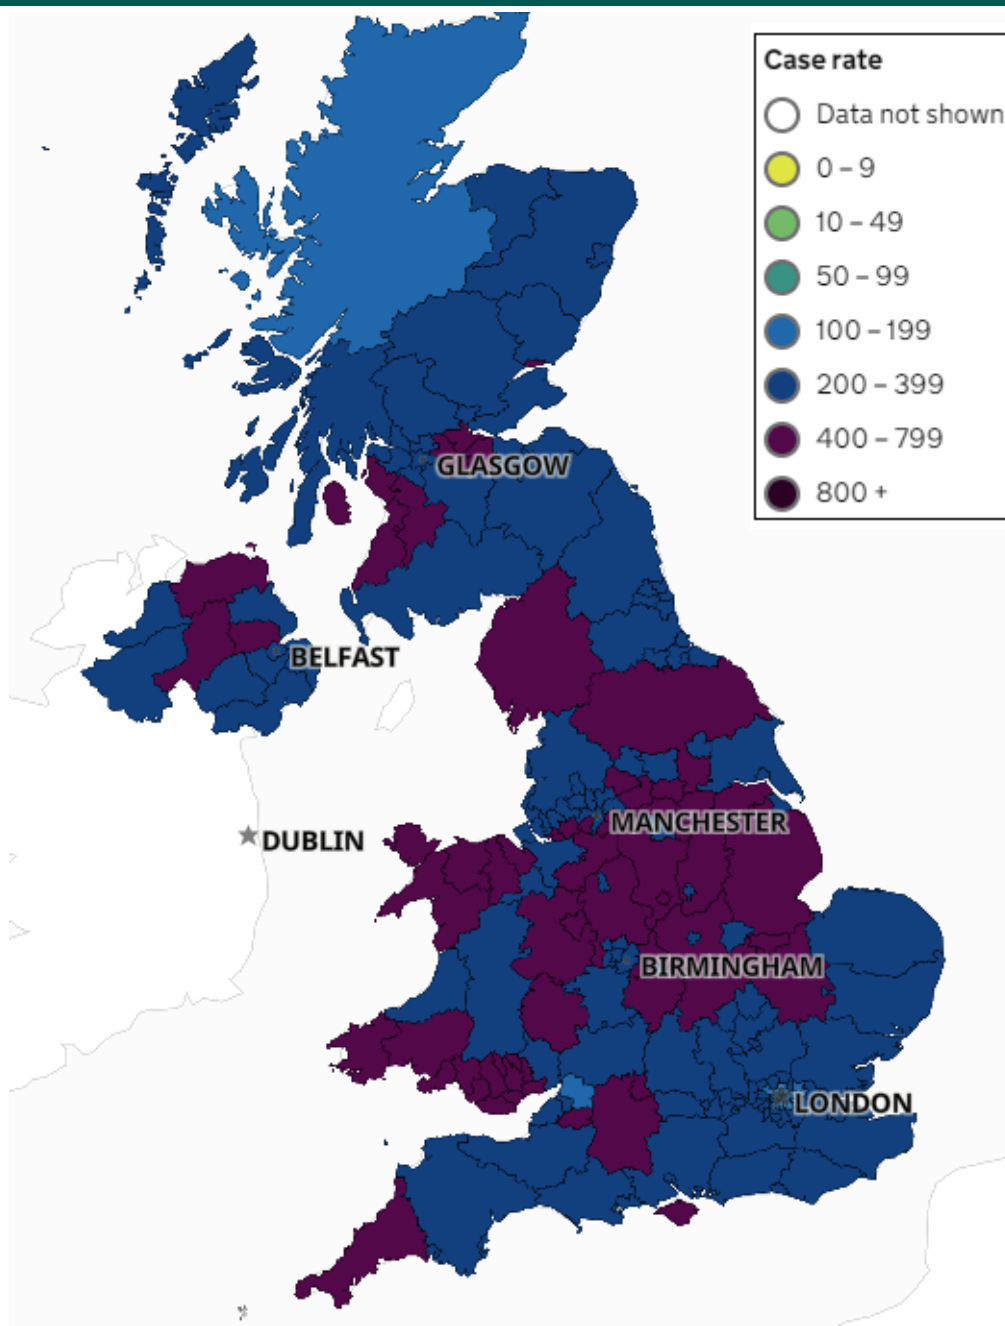 Case rate
Data not shown
0 – 9
10 – 49
50 – 99
100 – 199
200 – 399
400 – 799
800 +
GLASGOW
BELFAST
MANCHESTER
DUBLIN
BIRMINGHAM
LONDON